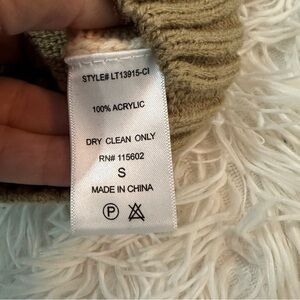 STYLE# LT13915-CI
100% ACRYLIC
DRY CLEAN ONLY
RN# 115602
S
MADE IN CHINA
P